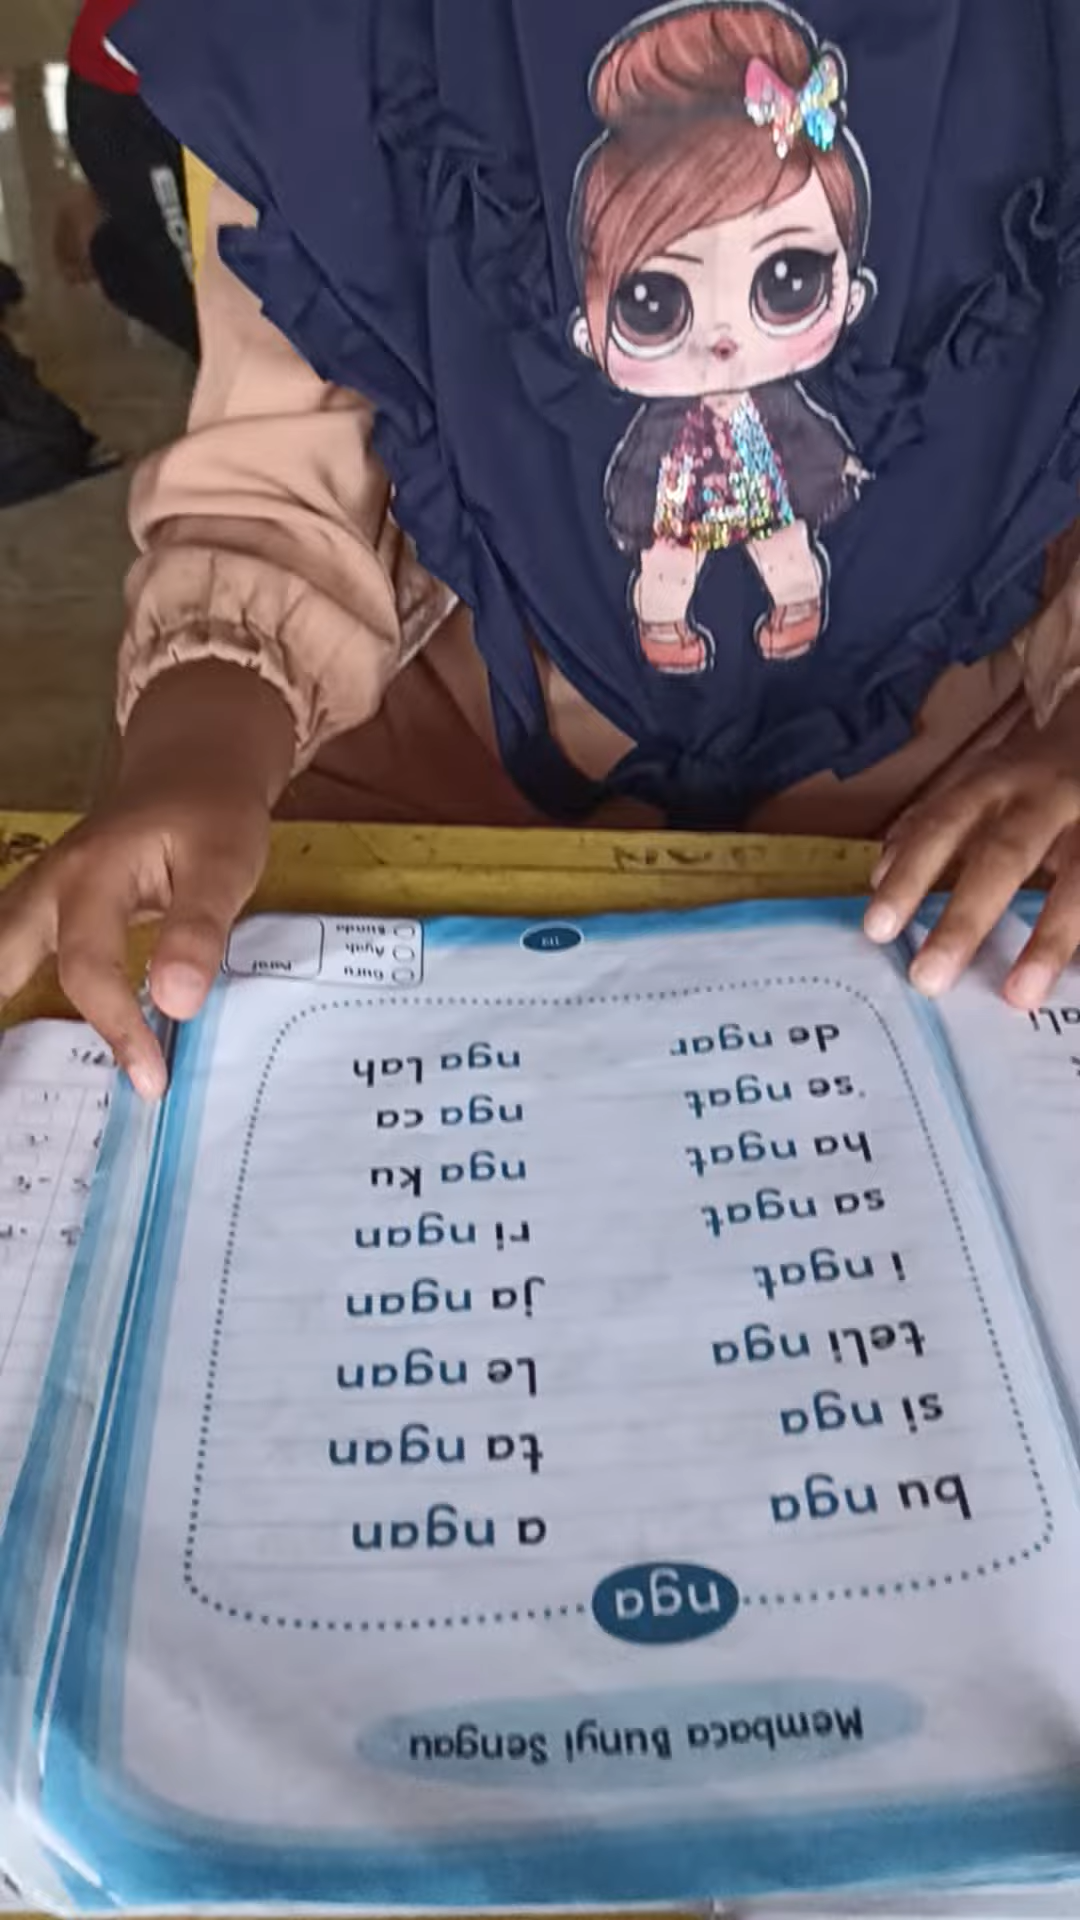 Membaca Bunyi Sengau
nga
bu nga
si nga
teli nga
i ngat
sa ngat
ha ngat
se ngat
de ngar
a ngan
ta ngan
le ngan
ja ngan
ri ngan
nga ku
nga ca
nga lah
Guru
Ayah
Bunda
Paraf